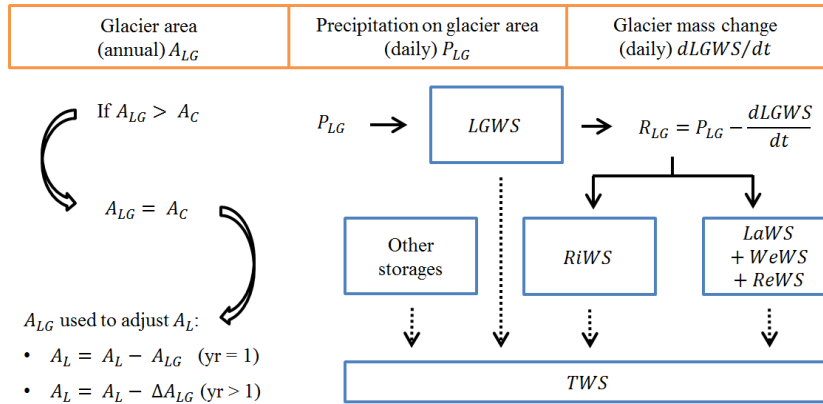 Glacier area
(annual) A_LG
Precipitation on glacier area
(daily) P_LG
Glacier mass change
(daily) dLGWS/dt
If A_LG > A_C
A_LG = A_C
A_LG used to adjust A_L:
• A_L = A_L − A_LG (yr = 1)
• A_L = A_L − ΔA_LG (yr > 1)
P_LG
LGWS
R_LG = P_LG − dLGWS/dt
Other
storages
RiWS
LaWS
+ WeWS
+ ReWS
TWS